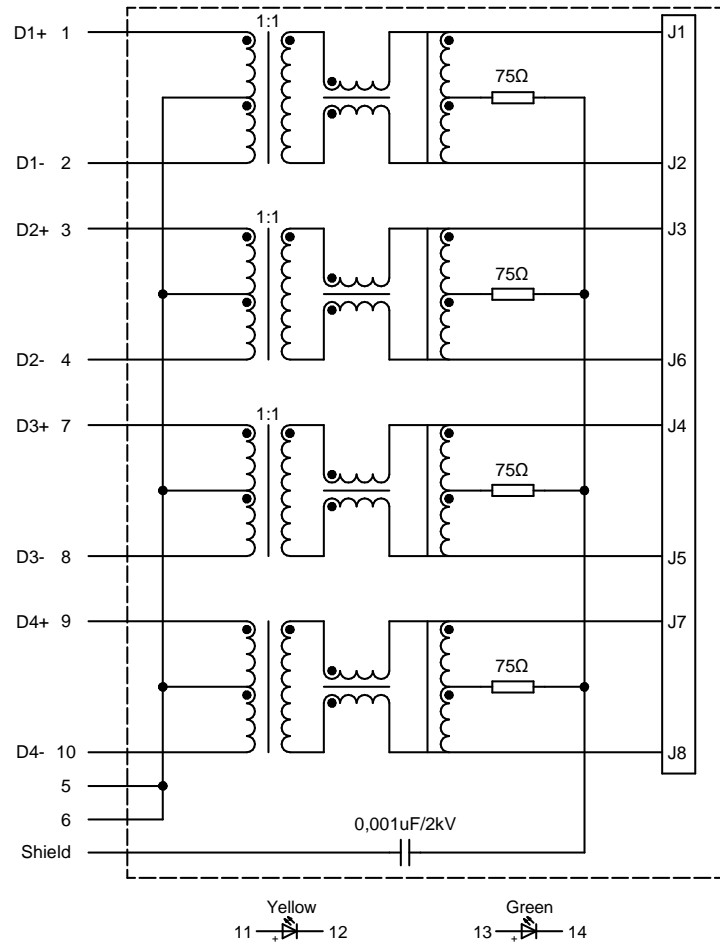 1:1
D1+ 1 J1
75Ω
D1- 2 J2
1:1
D2+ 3 J3
75Ω
D2- 4 J6
1:1
D3+ 7 J4
75Ω
D3- 8 J5
D4+ 9 J7
75Ω
D4- 10 J8
5
6
0,001uF/2kV
Shield
Yellow Green
11 + 12 13 + 14